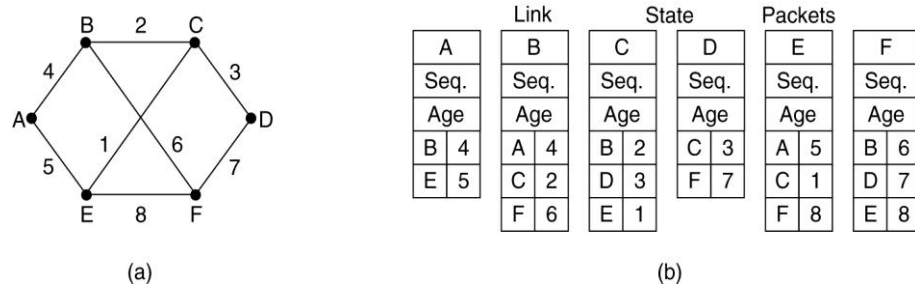 B 2 C
4 3
A D
5 1 6 7
E 8 F
(a)
Link State Packets
A B C D E F
Seq. Seq. Seq. Seq. Seq. Seq.
Age Age Age Age Age Age
B 4 A 4 B 2 C 3 A 5 B 6
E 5 C 2 D 3 F 7 C 1 D 7
F 6 E 1 F 8 E 8
(b)